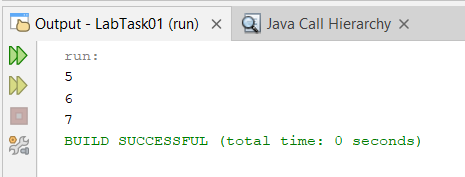 Output - LabTask01 (run) Java Call Hierarchy
run:
5
6
7
BUILD SUCCESSFUL (total time: 0 seconds)